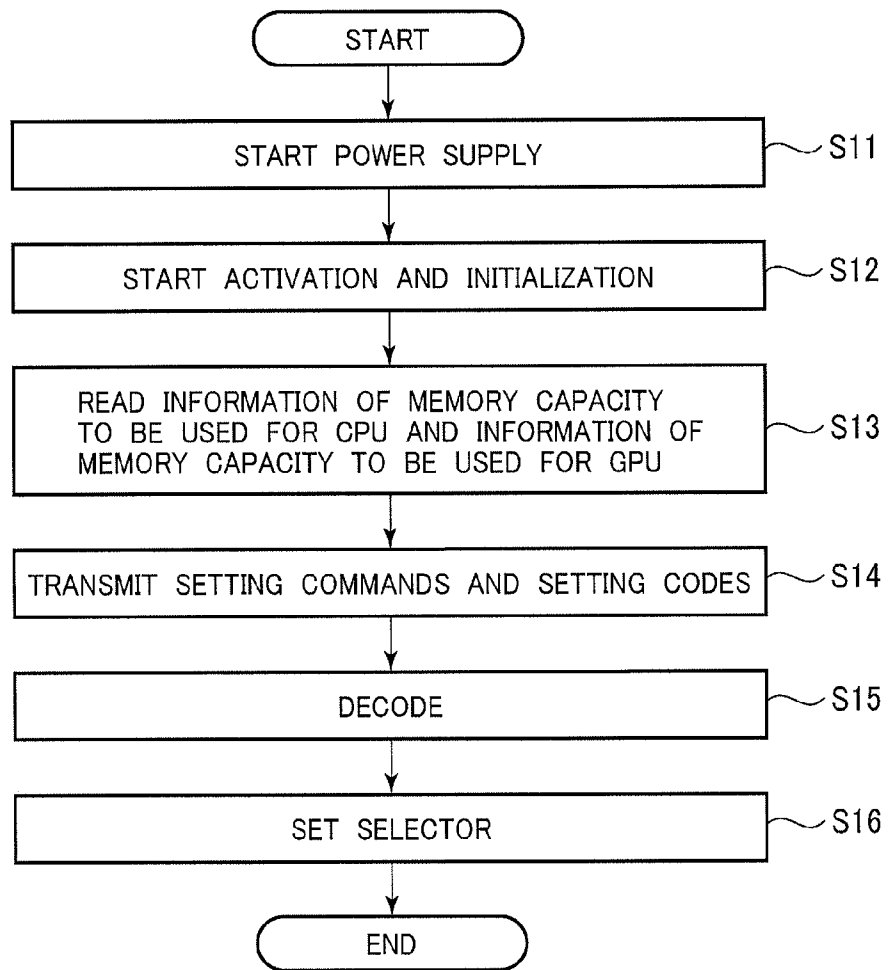 START
START POWER SUPPLY
S11
START ACTIVATION AND INITIALIZATION
S12
READ INFORMATION OF MEMORY CAPACITY
TO BE USED FOR CPU AND INFORMATION OF
MEMORY CAPACITY TO BE USED FOR GPU
S13
TRANSMIT SETTING COMMANDS AND SETTING CODES
S14
DECODE
S15
SET SELECTOR
S16
END